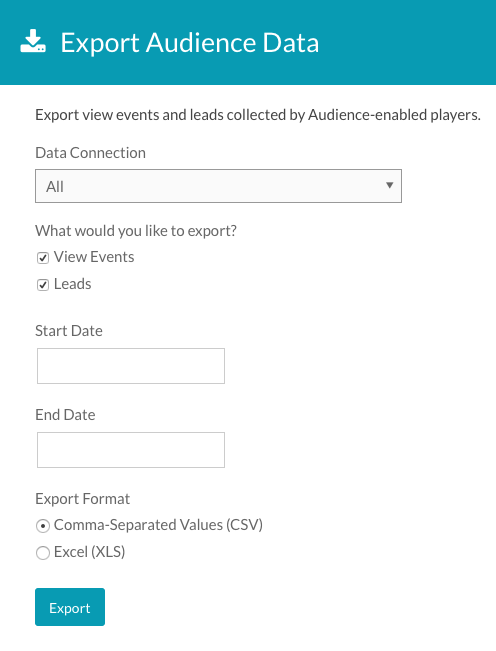 Export Audience Data
Export view events and leads collected by Audience-enabled players.
Data Connection
All
What would you like to export?
View Events
Leads
Start Date
End Date
Export Format
Comma-Separated Values (CSV)
Excel (XLS)
Export